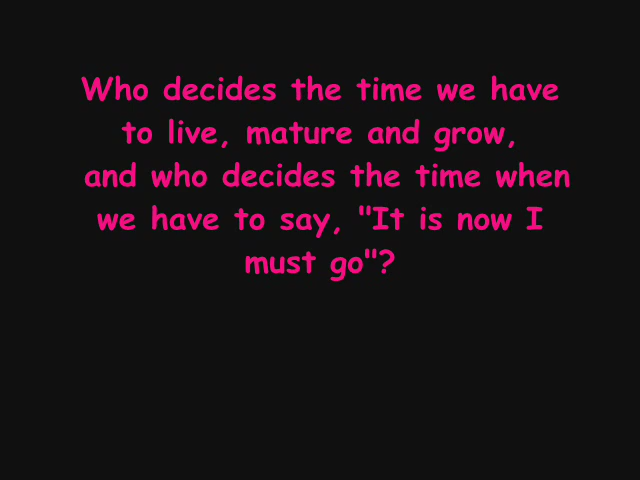 Who decides the time we have
to live, mature and grow,
and who decides the time when
we have to say, "It is now I
must go"?